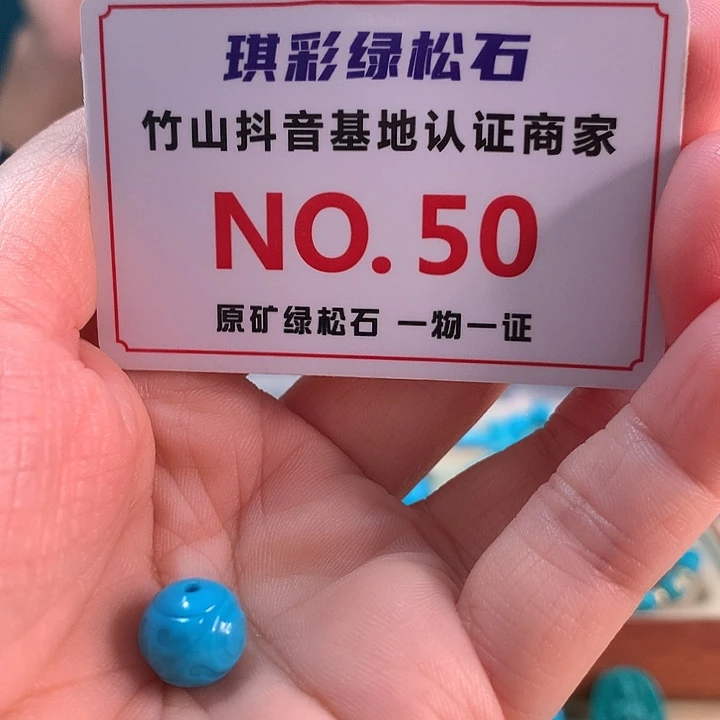 琪彩绿松石
竹山抖音基地认证商家
NO. 50
原矿绿松石 一物一证